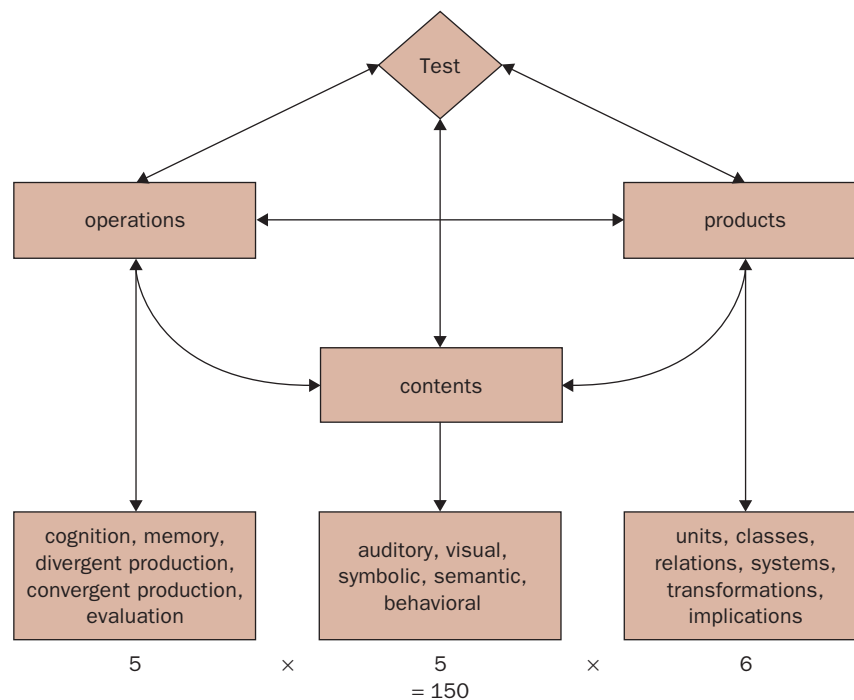 Test
operations
products
contents
cognition, memory,
divergent production,
convergent production,
evaluation
auditory, visual,
symbolic, semantic,
behavioral
units, classes,
relations, systems,
transformations,
implications
5 × 5 × 6
= 150